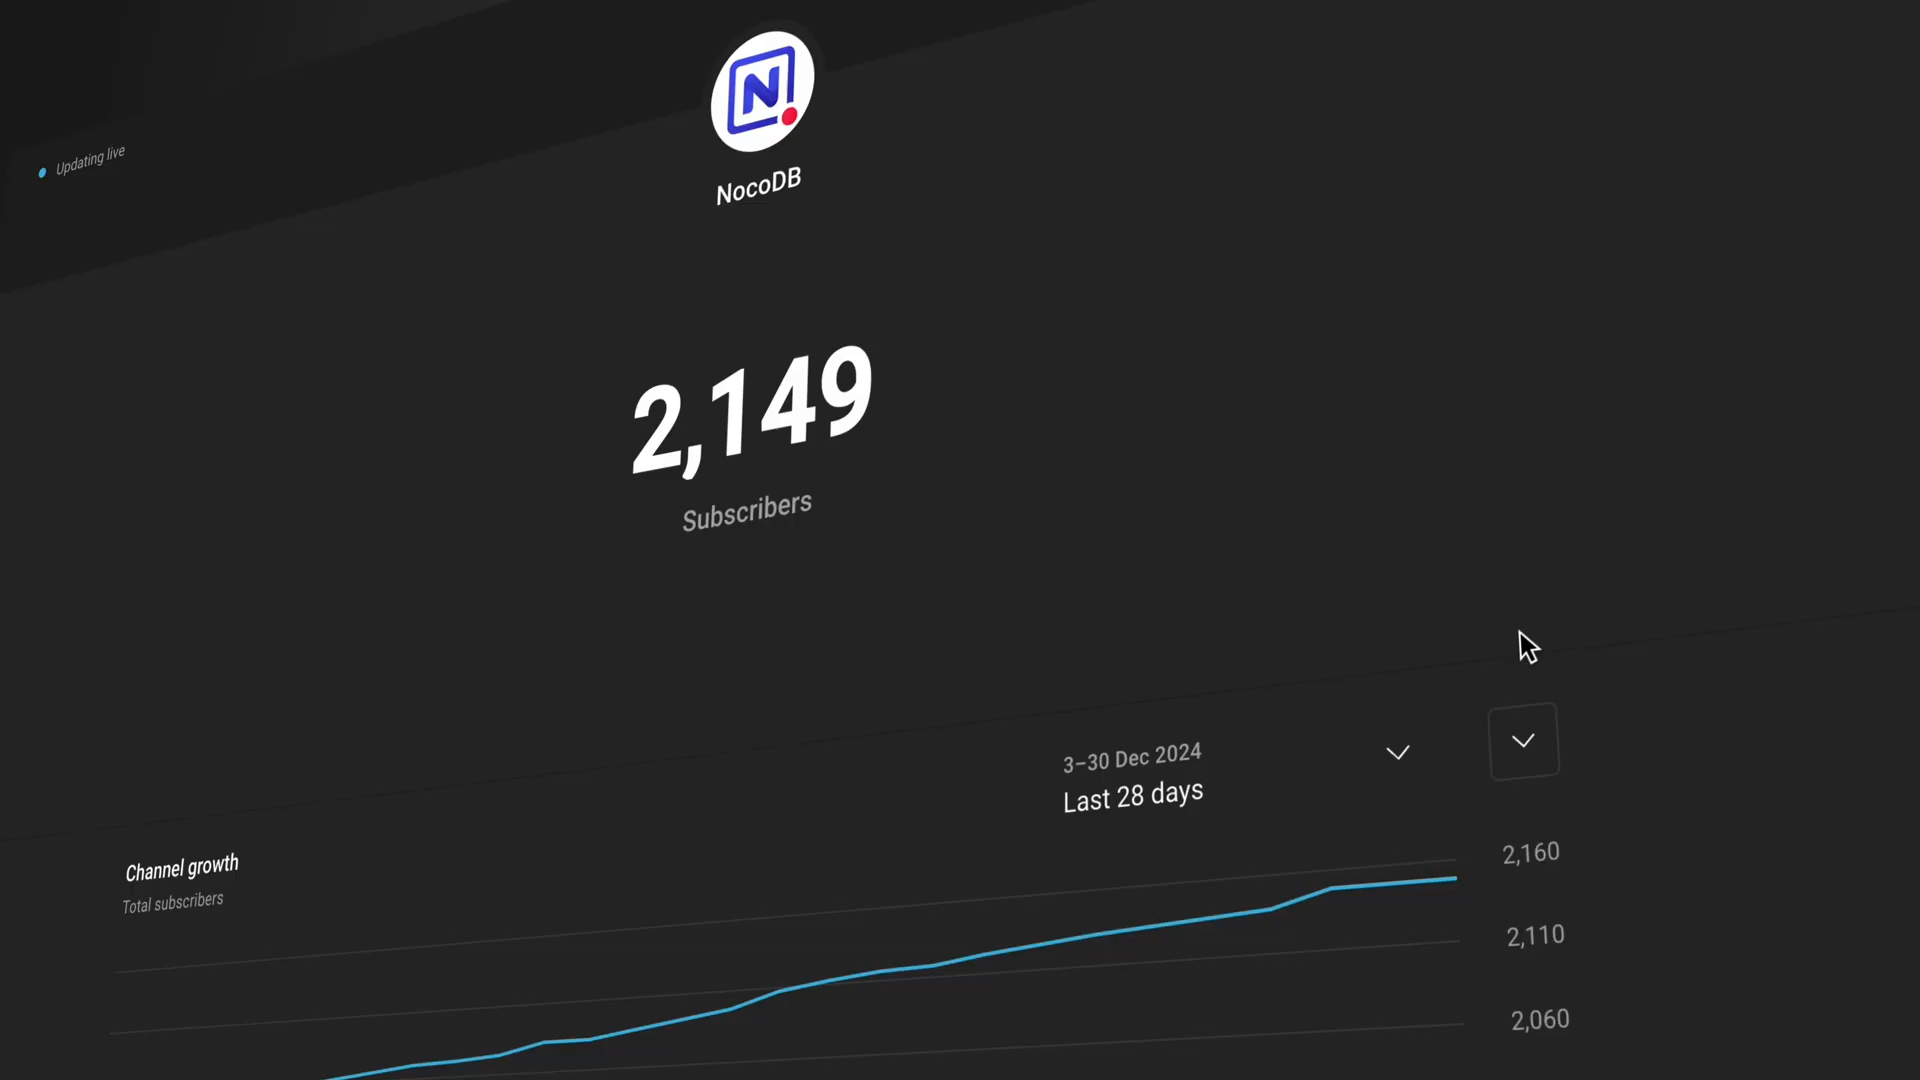 N
NocoDB
Updating live
2,149
Subscribers
3–30 Dec 2024
Last 28 days
Channel growth
Total subscribers
2,160
2,110
2,060